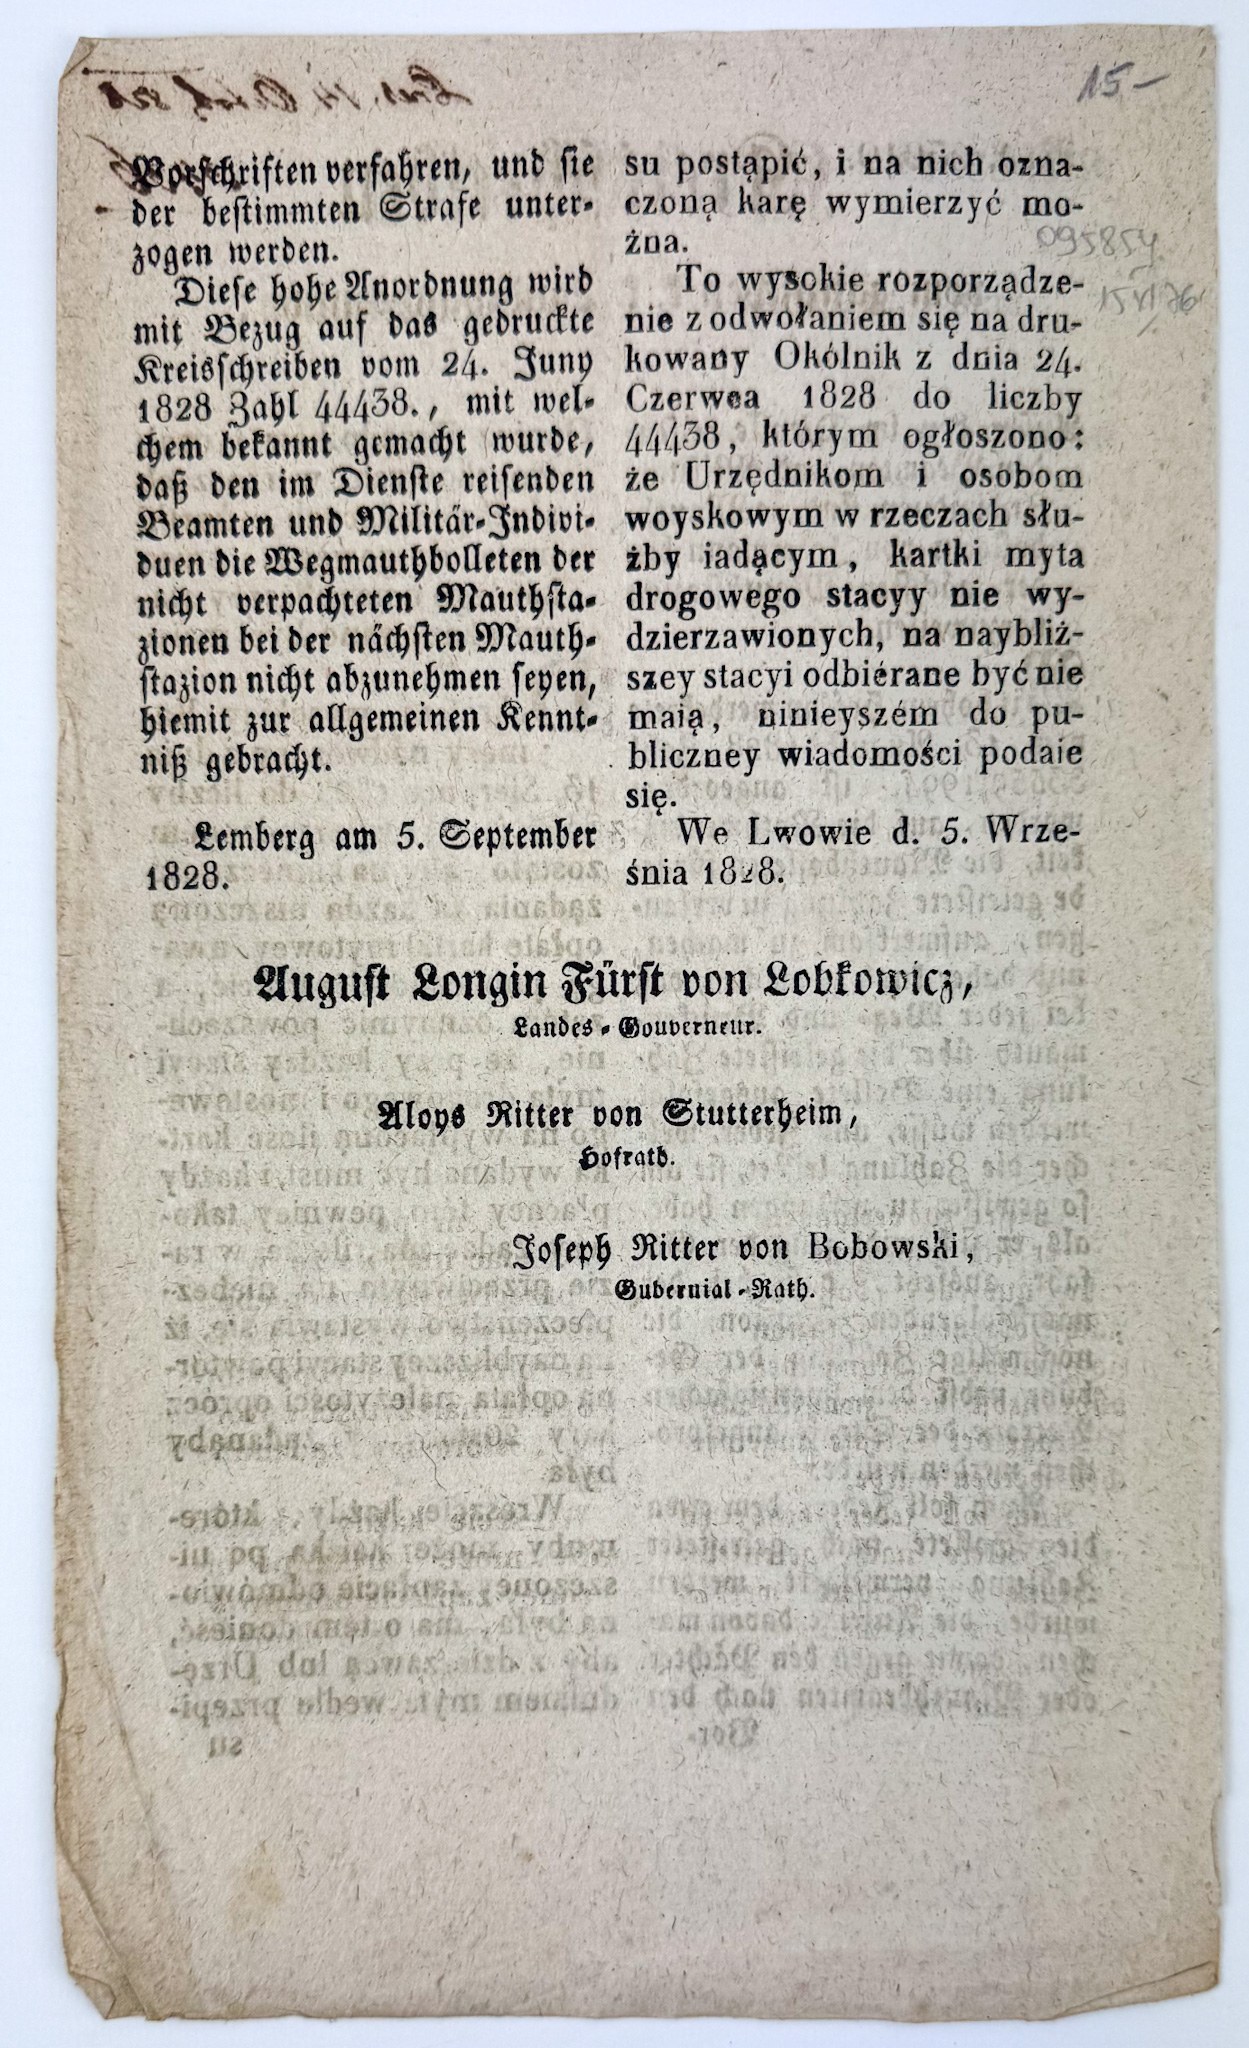 15-
Vorschriften verfahren, und sie
der bestimmten Strafe unter-
zogen werden.
Diese hohe Anordnung wird
mit Bezug auf das gedruckte
Kreisschreiben vom 24. Juny
1828 Zahl 44438., mit wel-
chem bekannt gemacht wurde,
daß den im Dienste reisenden
Beamten und Militär-Indivi-
duen die Wegmauthbolleten der
nicht verpachteten Mauthsta-
zionen bei der nächsten Mauth-
stazion nicht abzunehmen seyen,
hiemit zur allgemeinen Kennt-
niß gebracht.
Lemberg am 5. September
1828.
su postąpić, i na nich ozna-
czoną karę wymierzyć mo-
żna.
To wysokie rozporządze-
nie z odwołaniem się na dru-
kowany Okólnik z dnia 24.
Czerwca 1828 do liczby
44438, którym ogłoszono:
że Urzędnikom i osobom
woyskowym w rzeczach słu-
żby iadącym, kartki myta
drogowego stacyy nie wy-
dzierzawionych, na naybliż-
szey stacyi odbiérane być nie
maią, ninieyszém do pu-
bliczney wiadomości podaie
się.
We Lwowie d. 5. Wrze-
śnia 1828.
095854
15 VI 76
August Longin Fürst von Lobkowicz,
Landes-Gouverneur.
Aloys Ritter von Stutterheim,
Hofrath.
Joseph Ritter von Bobowski,
Gubernial-Rath.